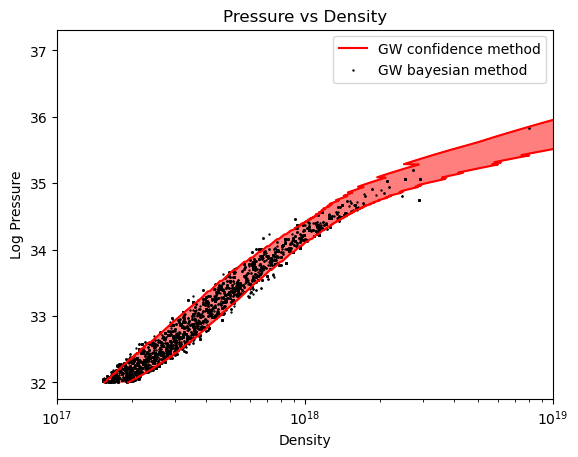 Pressure vs Density
GW confidence method
GW bayesian method
Log Pressure
37
36
35
34
33
32
10^17
10^18
10^19
Density